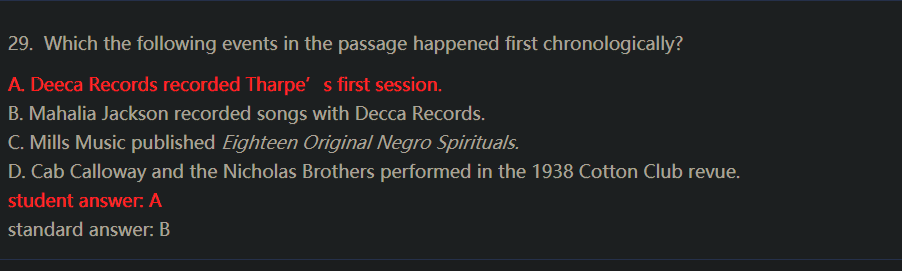 29. Which the following events in the passage happened first chronologically?
A. Deeca Records recorded Tharpe’ s first session.
B. Mahalia Jackson recorded songs with Decca Records.
C. Mills Music published Eighteen Original Negro Spirituals.
D. Cab Calloway and the Nicholas Brothers performed in the 1938 Cotton Club revue.
student answer: A
standard answer: B